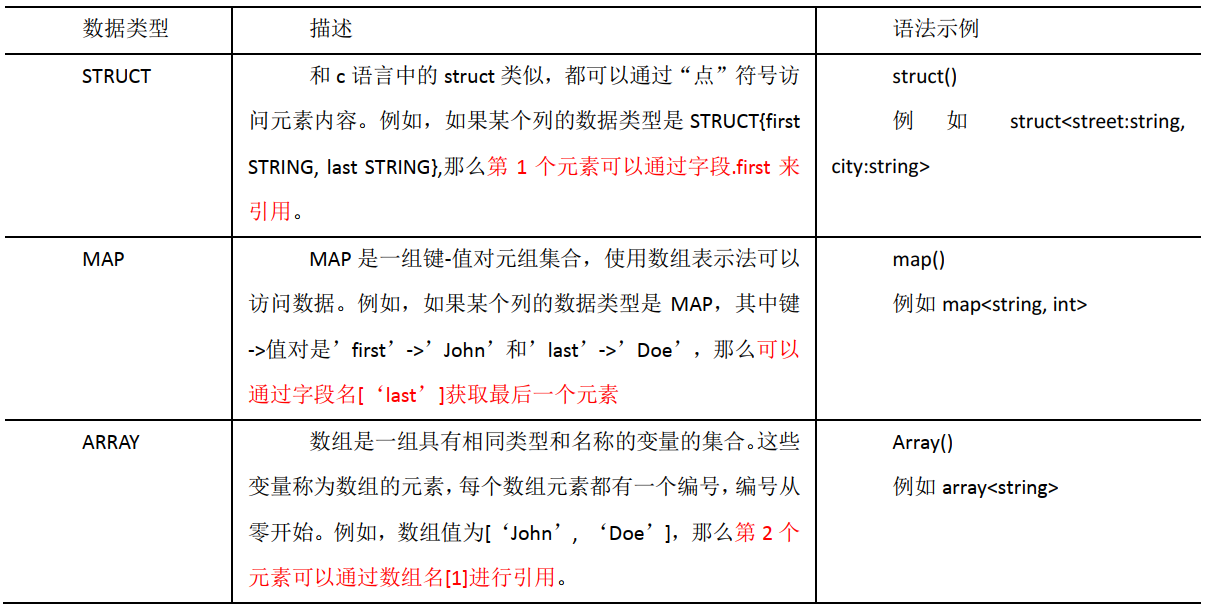 数据类型 描述 语法示例
STRUCT 和 c 语言中的 struct 类似，都可以通过“点”符号访 struct()
问元素内容。例如，如果某个列的数据类型是 STRUCT{first 例 如 struct<street:string,
STRING, last STRING},那么第 1 个元素可以通过字段.first 来 city:string>
引用。
MAP MAP 是一组键-值对元组集合，使用数组表示法可以 map()
访问数据。例如，如果某个列的数据类型是 MAP，其中键 例如 map<string, int>
->值对是’first’->’John’和’last’->’Doe’，那么可以
通过字段名[‘last’]获取最后一个元素
ARRAY 数组是一组具有相同类型和名称的变量的集合。这些 Array()
变量称为数组的元素，每个数组元素都有一个编号，编号从 例如 array<string>
零开始。例如，数组值为[‘John’, ‘Doe’]，那么第 2 个
元素可以通过数组名[1]进行引用。